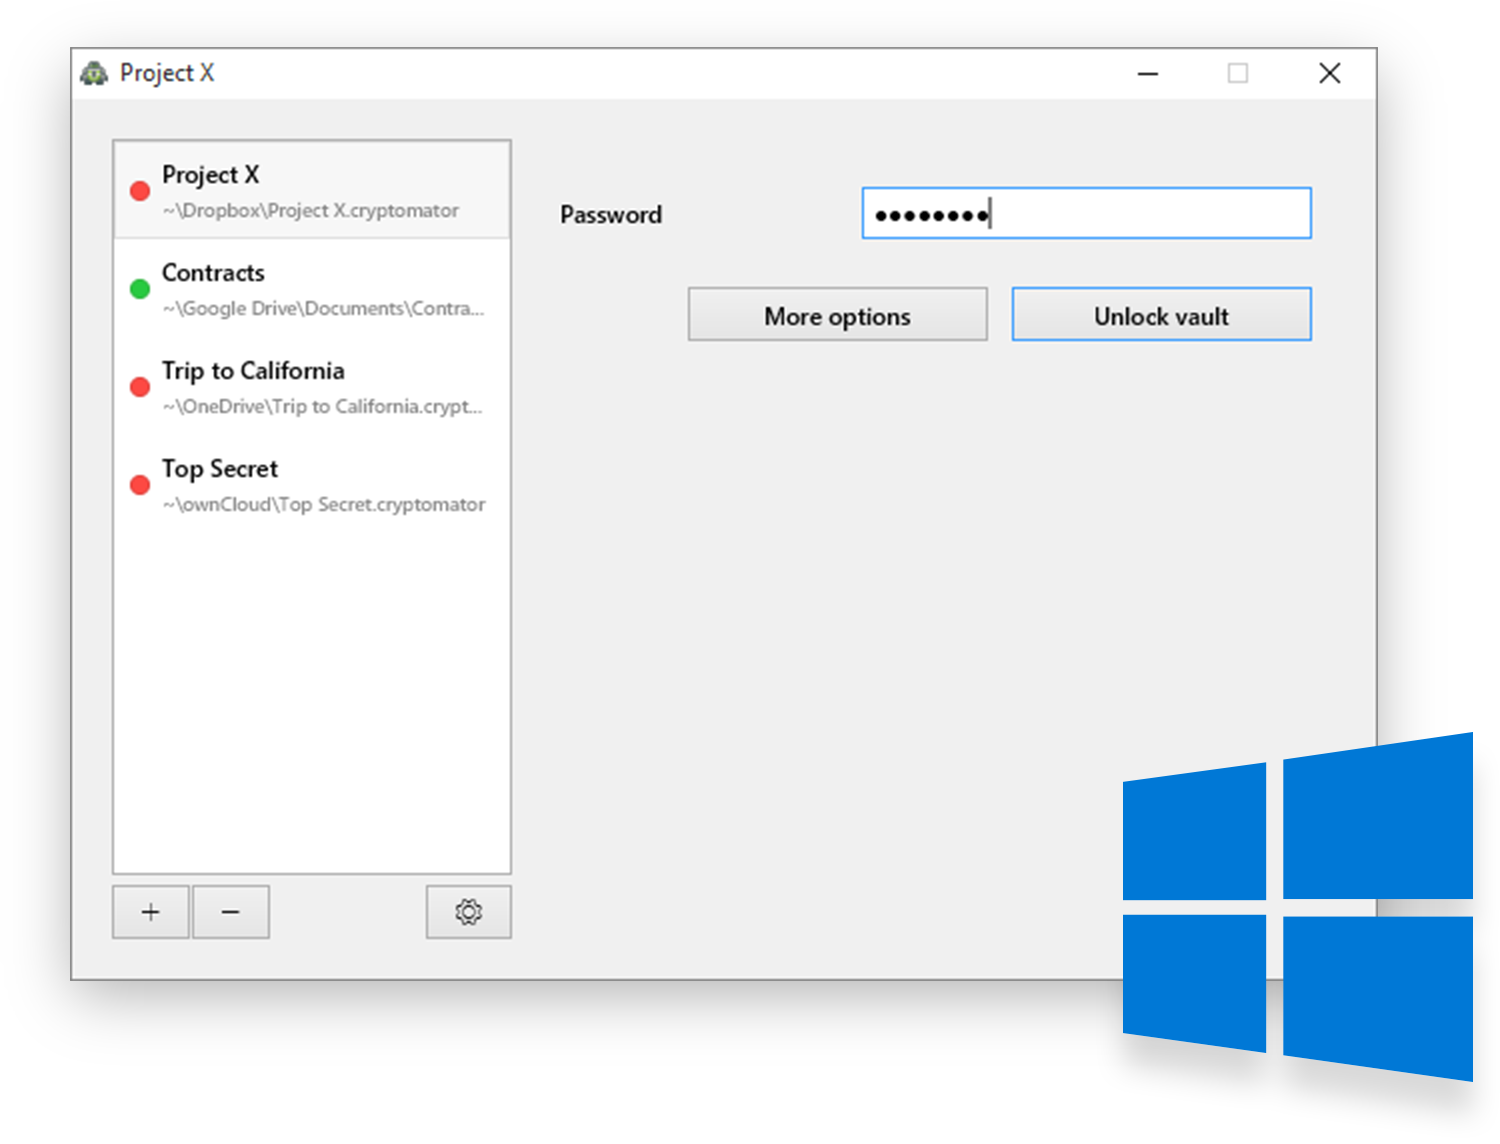 Project X
Project X
~\Dropbox\Project X.cryptomator
Contracts
~\Google Drive\Documents\Contra...
Trip to California
~\OneDrive\Trip to California.crypt...
Top Secret
~\ownCloud\Top Secret.cryptomator
Password
••••••••
More options
Unlock vault